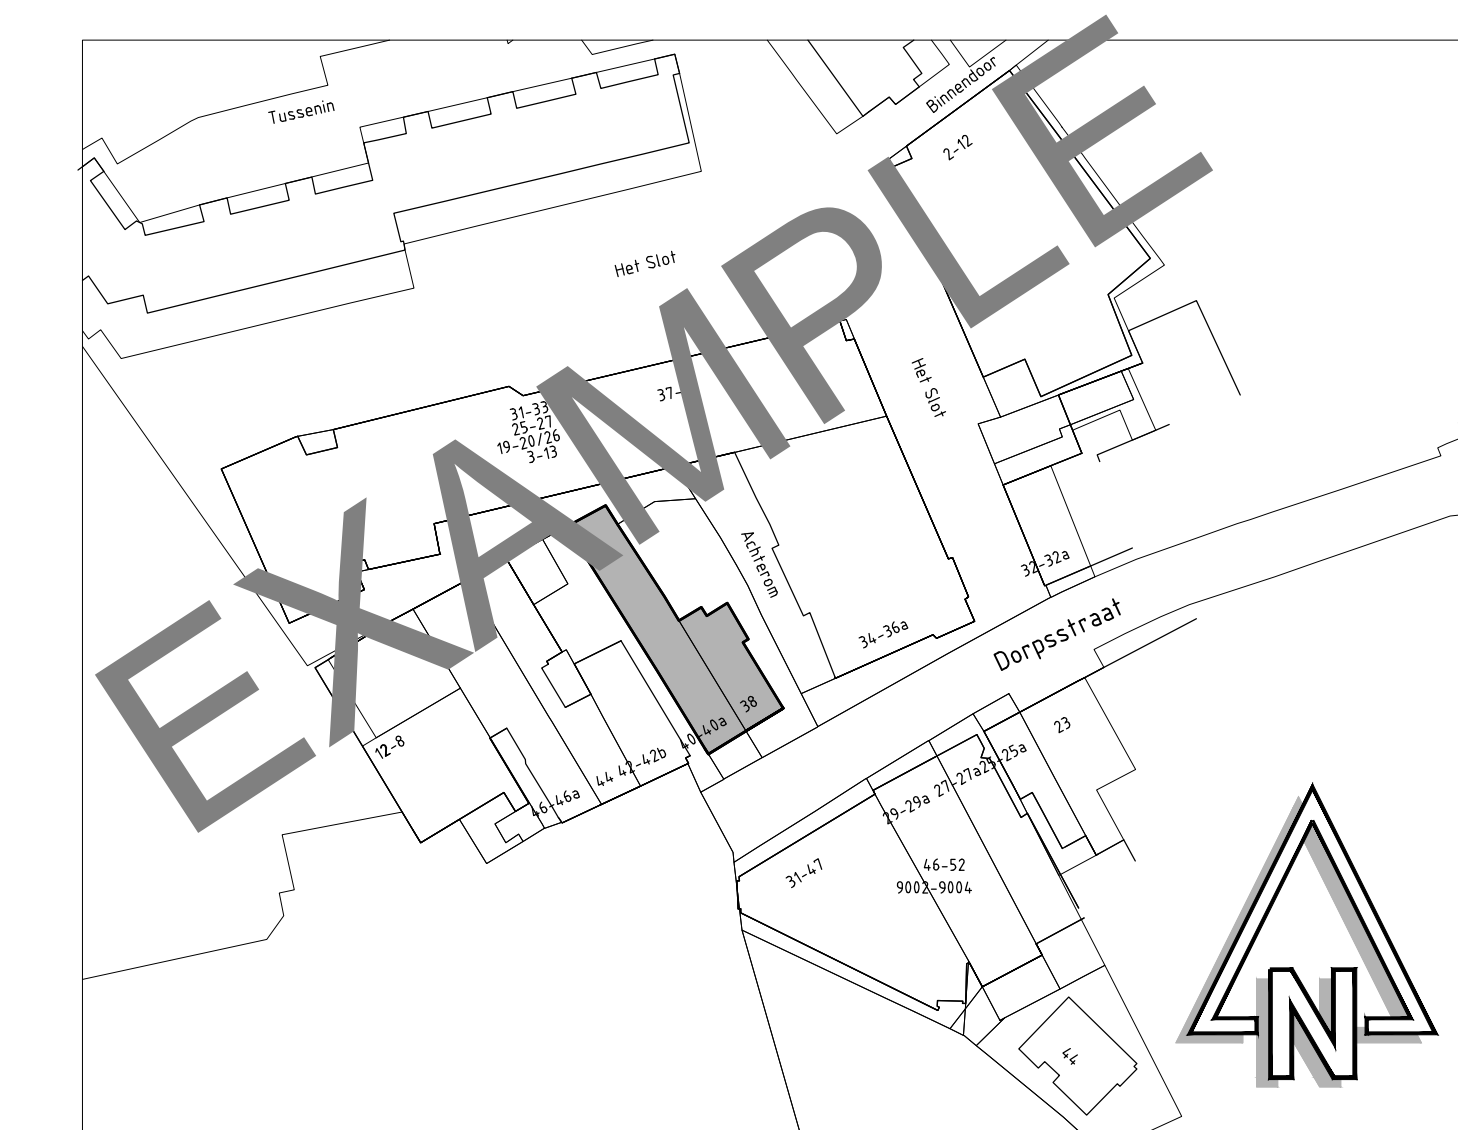 Tussenin
Binnendoor
2-12
Het Slot
Het Slot
37-
31-33
25-27
19-20/26
3-13
EXAMPLE
Achterom
32-32a
34-36a
Dorpsstraat
38
40-40a
42-42b
44
46-46a
12-8
23
25-25a
27-27a
29-29a
31-47
46-52
9002-9004
44
N